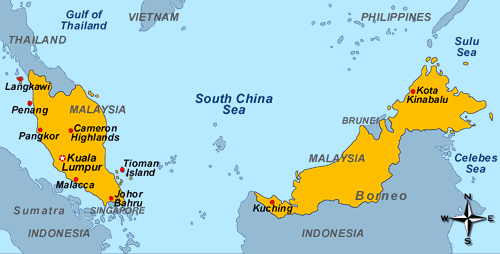 Gulf of
Thailand
VIETNAM
PHILIPPINES
THAILAND
Sulu
Sea
Langkawi
Kota
Kinabalu
Penang
MALAYSIA
South China
Sea
BRUNEI
Pangkor
Cameron
Highlands
Kuala
Lumpur
Tioman
Island
MALAYSIA
Celebes
Sea
Malacca
Johor
Bahru
Borneo
Sumatra
SINGAPORE
Kuching
INDONESIA
INDONESIA
N
W
E
S